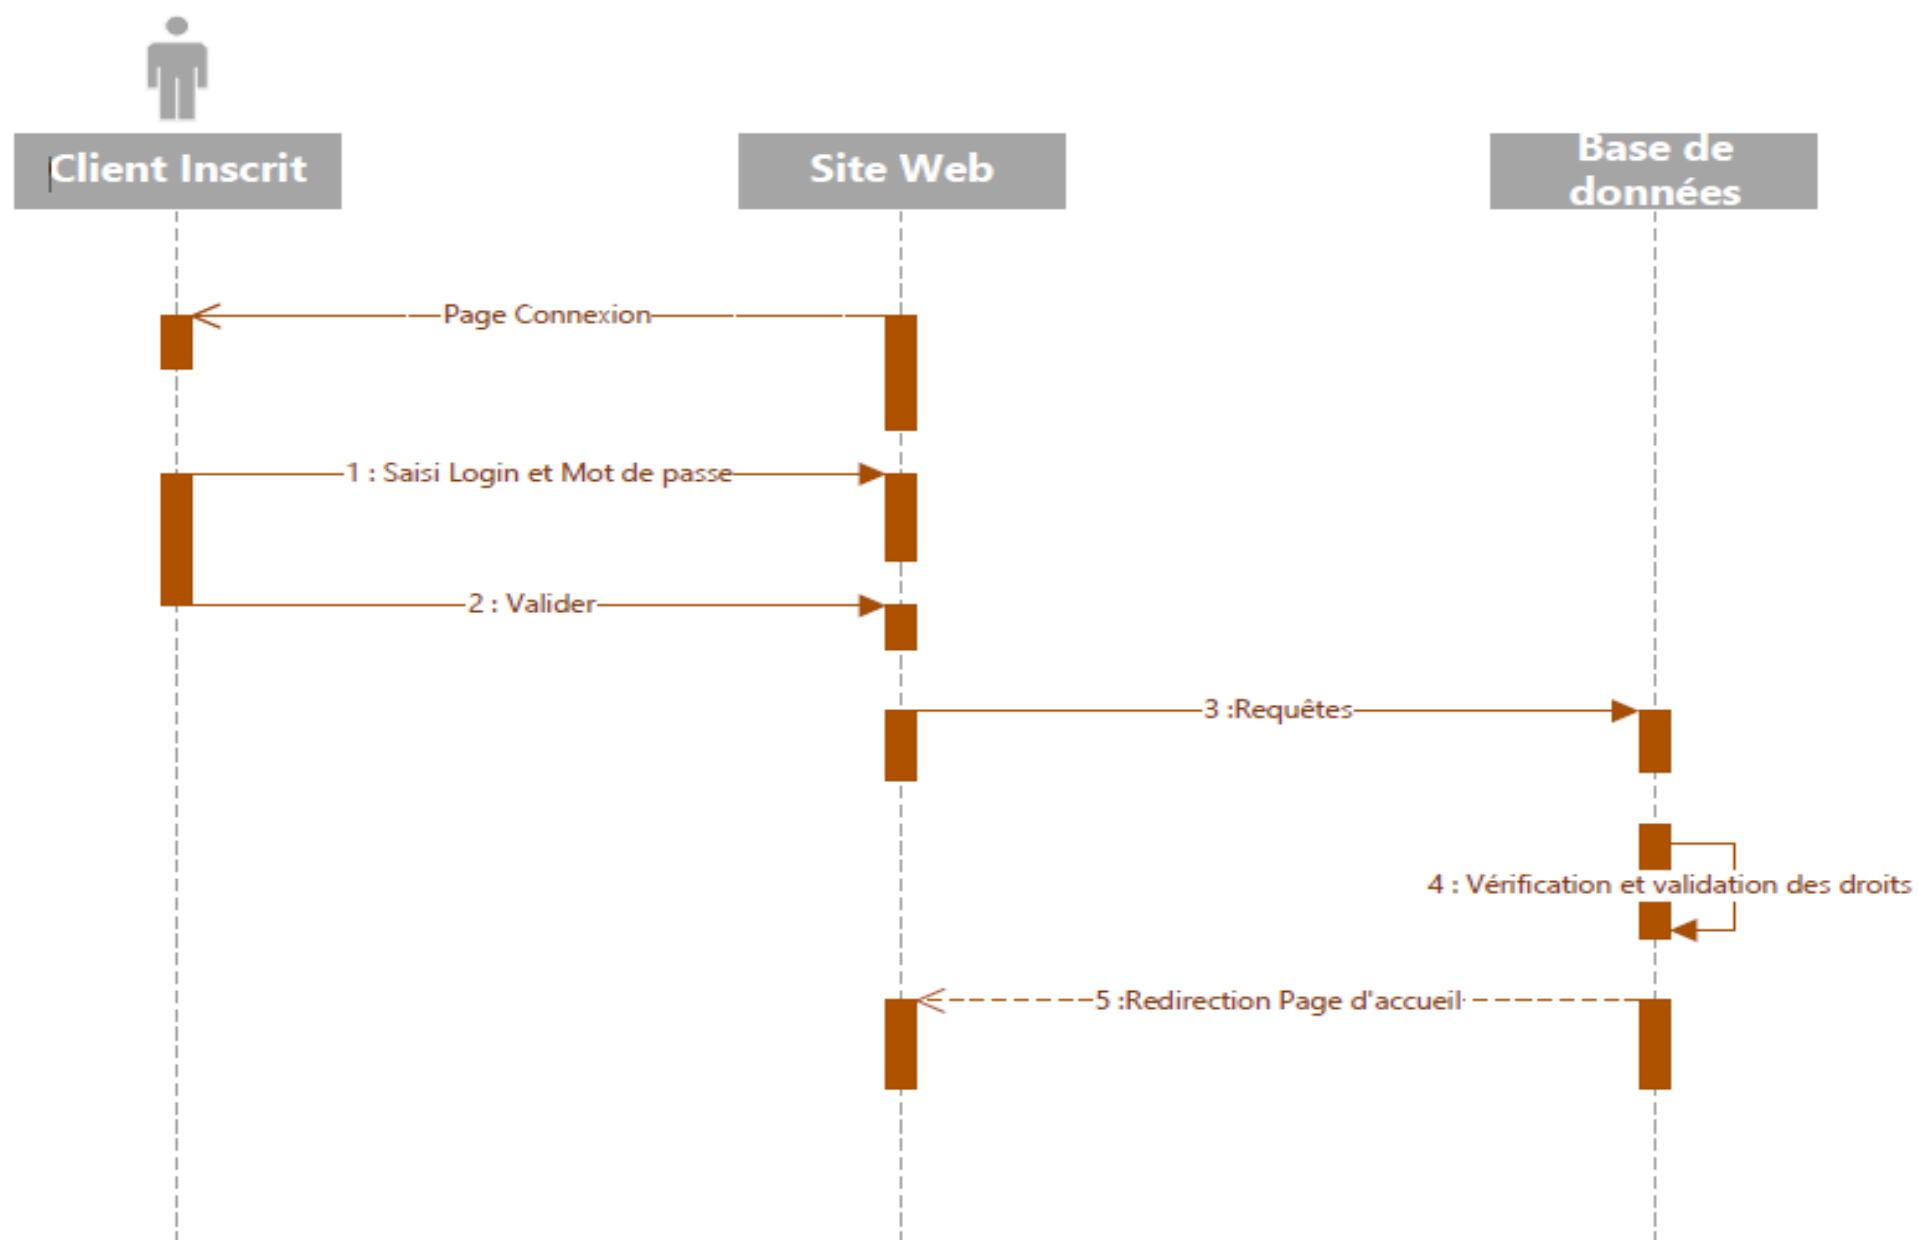 Client Inscrit
Site Web
Base de
données
Page Connexion
1 : Saisi Login et Mot de passe
2 : Valider
3 :Requêtes
4 : Vérification et validation des droits
5 :Redirection Page d'accueil